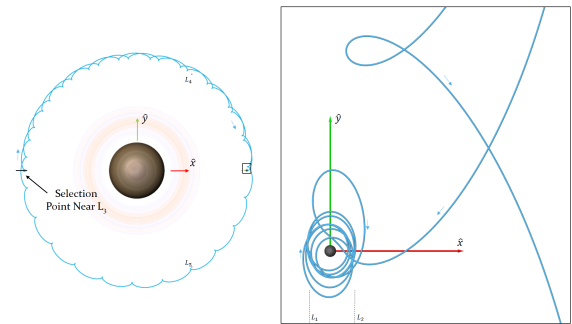 L₄
ŷ
x̂
Selection
Point Near L₃
L₅
ŷ
x̂
L₁
L₂